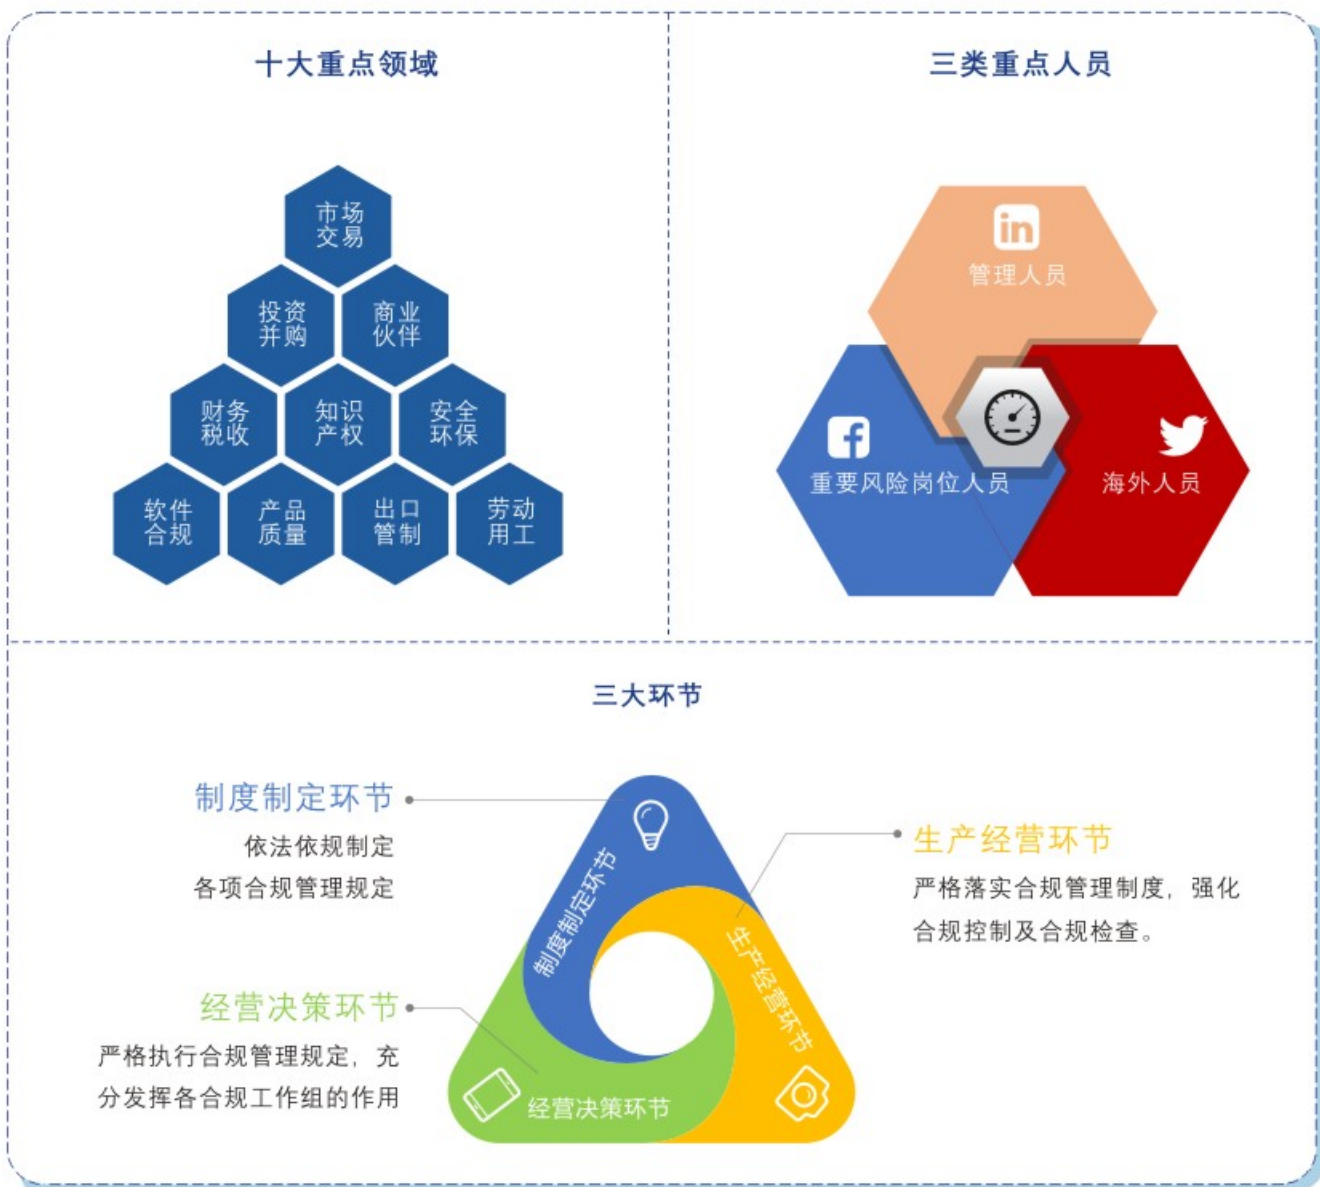 十大重点领域
市场
交易
投资
并购
商业
伙伴
财务
税收
知识
产权
安全
环保
软件
合规
产品
质量
出口
管制
劳动
用工
三类重点人员
in
管理人员
f
重要风险岗位人员
海外人员
三大环节
制度制定环节
依法依规制定
各项合规管理规定
经营决策环节
严格执行合规管理规定，充
分发挥各合规工作组的作用
制度制定环节
生产经营环节
经营决策环节
生产经营环节
严格落实合规管理制度，强化
合规控制及合规检查。